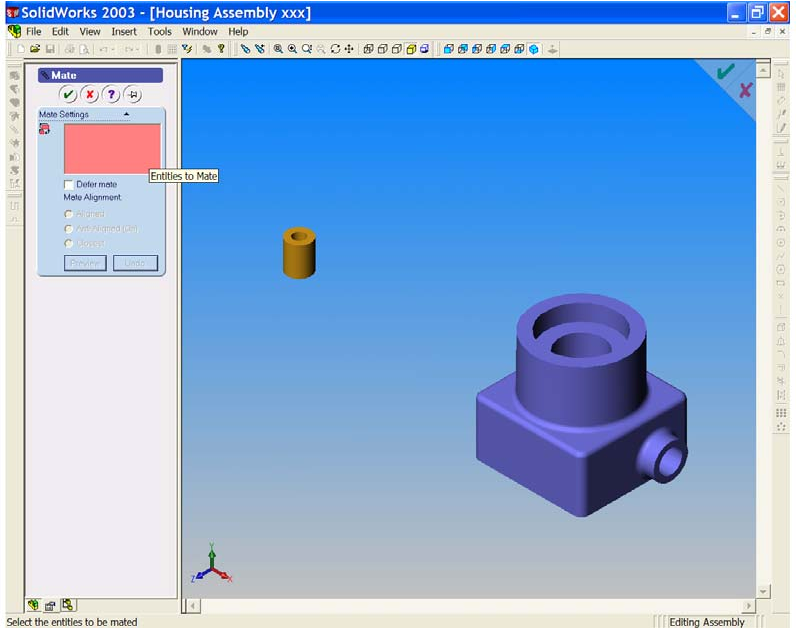 SolidWorks 2003 - [Housing Assembly xxx]
File Edit View Insert Tools Window Help
Mate
Mate Settings
Entities to Mate
Defer mate
Mate Alignment:
Aligned
Anti-Aligned (On)
Closest
Preview Undo
Y
Z X
Select the entities to be mated
Editing Assembly